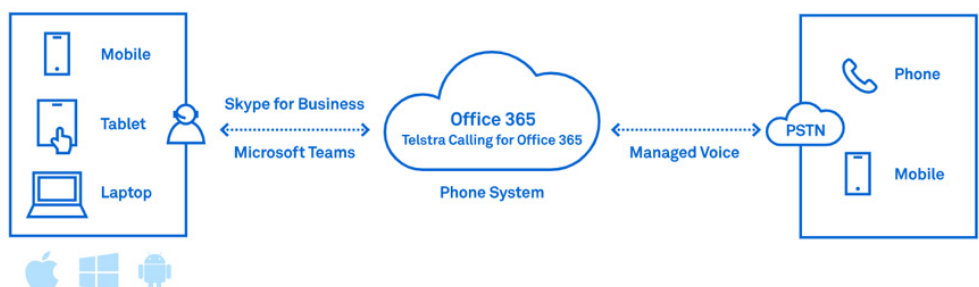 Mobile
Tablet
Laptop
Skype for Business
Microsoft Teams
Office 365
Telstra Calling for Office 365
Phone System
Managed Voice
PSTN
Phone
Mobile